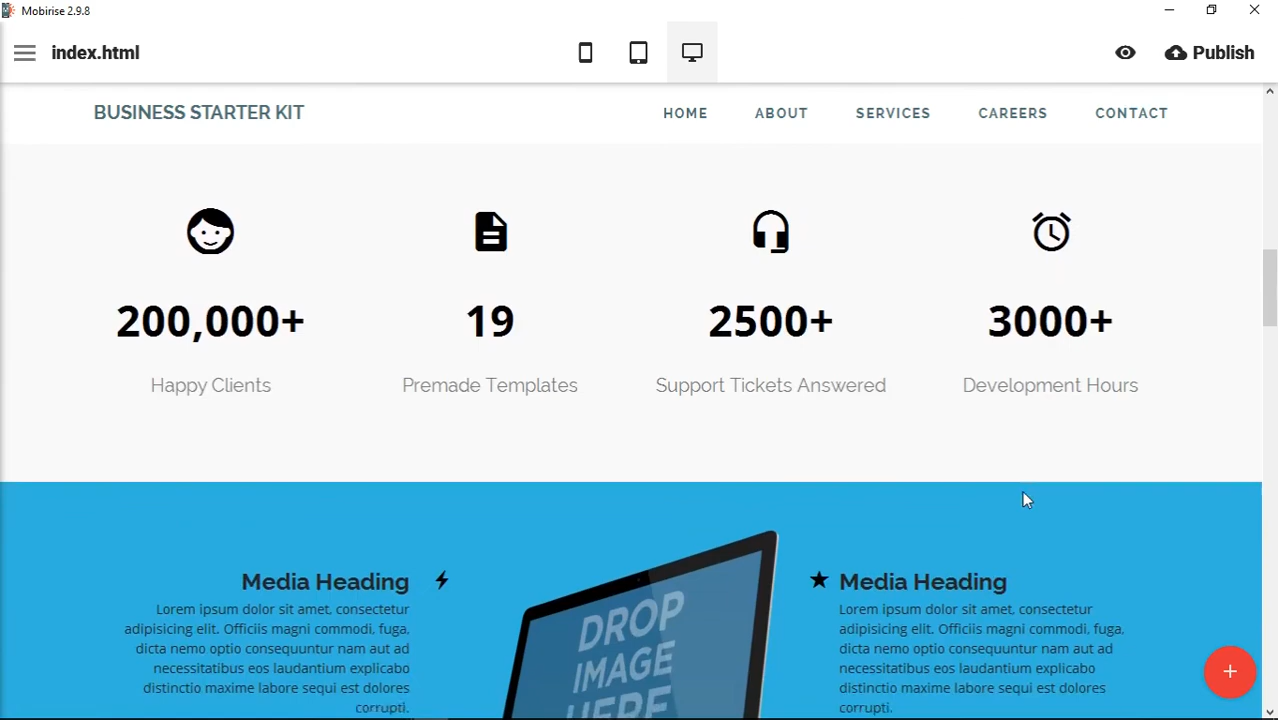 Mobirise 2.9.8
index.html
Publish
BUSINESS STARTER KIT
HOME ABOUT SERVICES CAREERS CONTACT
200,000+ 19 2500+ 3000+
Happy Clients Premade Templates Support Tickets Answered Development Hours
Media Heading
Lorem ipsum dolor sit amet, consectetur
adipisicing elit. Officiis magni commodi, fuga,
dicta nemo optio consequuntur nam aut ad
necessitatibus eos laudantium explicabo
distinctio maxime labore sequi est dolores
corrupti.
DROP
IMAGE
HERE
Media Heading
Lorem ipsum dolor sit amet, consectetur
adipisicing elit. Officiis magni commodi, fuga,
dicta nemo optio consequuntur nam aut ad
necessitatibus eos laudantium explicabo
distinctio maxime labore sequi est dolores
corrupti.